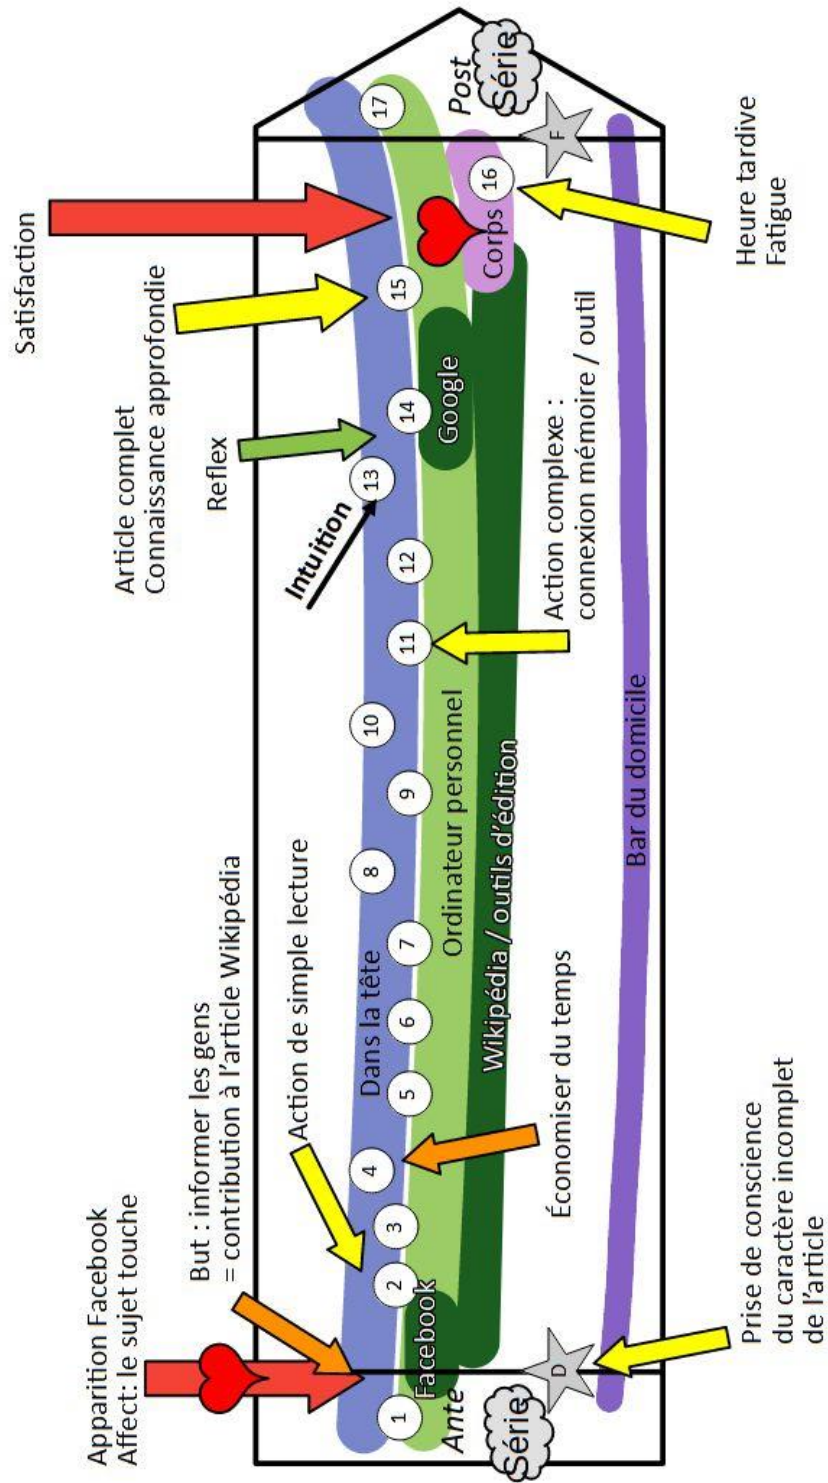 Apparition Facebook
Affect: le sujet touche
But : informer les gens
= contribution à l'article Wikipédia
Action de simple lecture
Article complet
Connaissance approfondie
Satisfaction
Reflex
Intuition
1
2
3
4
5
6
7
8
9
10
11
12
13
14
15
16
17
Dans la tête
Ordinateur personnel
Facebook
Google
Corps
Wikipédia / outils d'édition
Ante
Série
Post
Série
D
F
Bar du domicile
Économiser du temps
Action complexe :
connexion mémoire / outil
Prise de conscience
du caractère incomplet
de l'article
Heure tardive
Fatigue